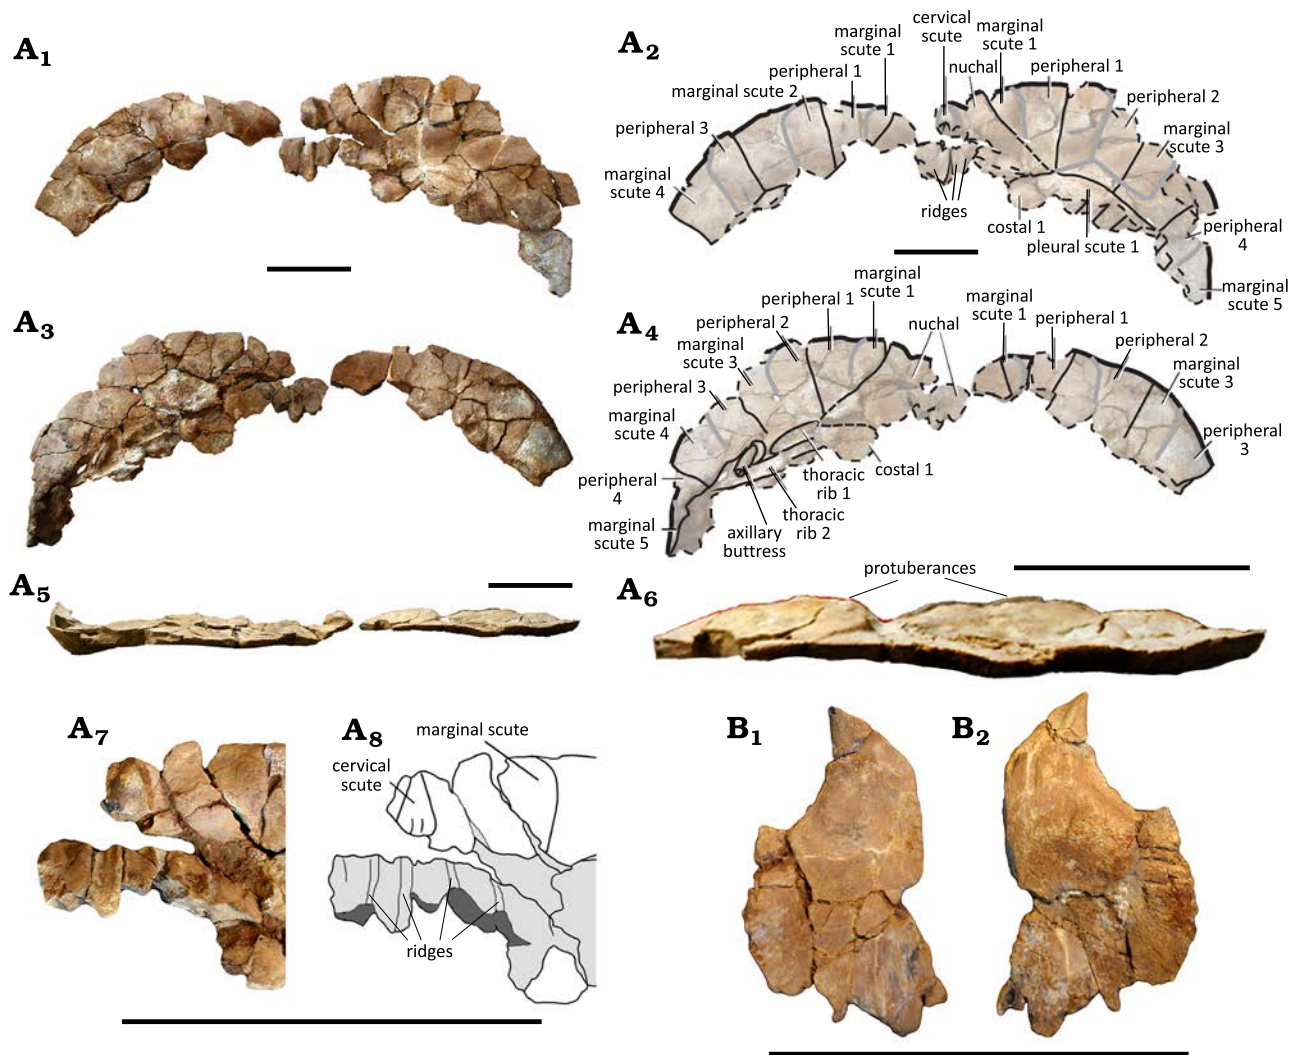 A1
A2
cervical
scute
marginal
scute 1
marginal
scute 1
nuchal
peripheral 1
peripheral 1
marginal scute 2
peripheral 2
peripheral 3
marginal
scute 3
marginal
scute 4
ridges
costal 1
pleural scute 1
peripheral
4
marginal
scute 5
A3
A4
marginal
scute 1
peripheral 1
nuchal
marginal
scute 1
peripheral 1
peripheral 2
peripheral 2
marginal
scute 3
marginal
scute 3
peripheral 3
marginal
scute 4
peripheral
3
peripheral
4
costal 1
thoracic
rib 1
thoracic
rib 2
marginal
scute 5
axillary
buttress
A5
A6
protuberances
A7
A8
marginal scute
cervical
scute
ridges
B1
B2